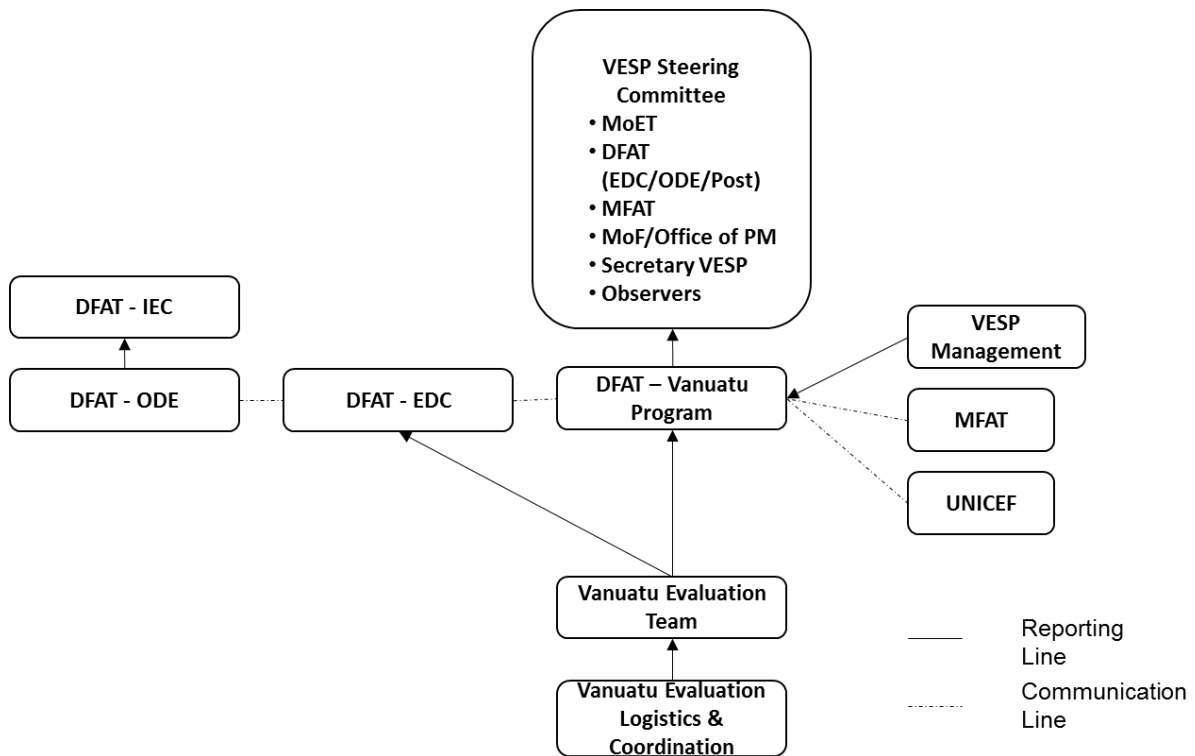 VESP Steering
Committee
• MoET
• DFAT
(EDC/ODE/Post)
• MFAT
• MoF/Office of PM
• Secretary VESP
• Observers
DFAT - IEC
VESP
Management
DFAT - ODE
DFAT - EDC
DFAT – Vanuatu
Program
MFAT
UNICEF
Vanuatu Evaluation
Team
Vanuatu Evaluation
Logistics &
Coordination
Reporting
Line
Communication
Line